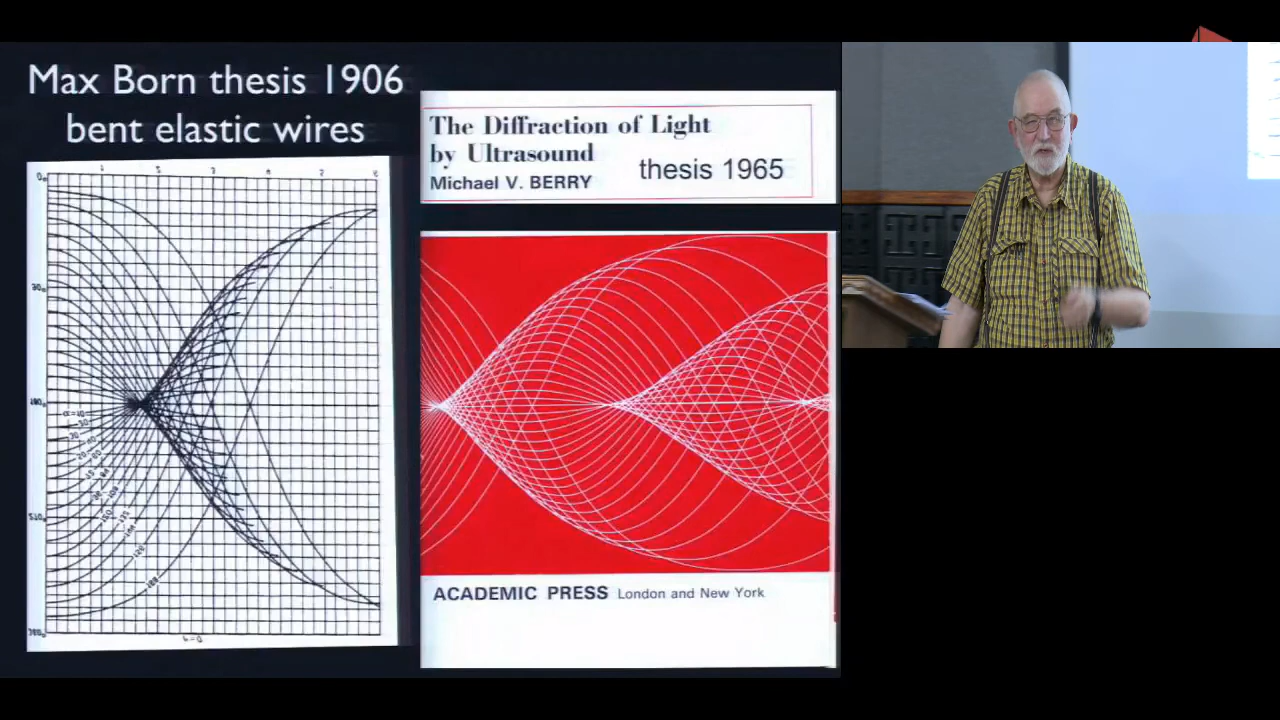 Max Born thesis 1906
bent elastic wires
The Diffraction of Light
by Ultrasound
Michael V. BERRY
thesis 1965
ACADEMIC PRESS London and New York